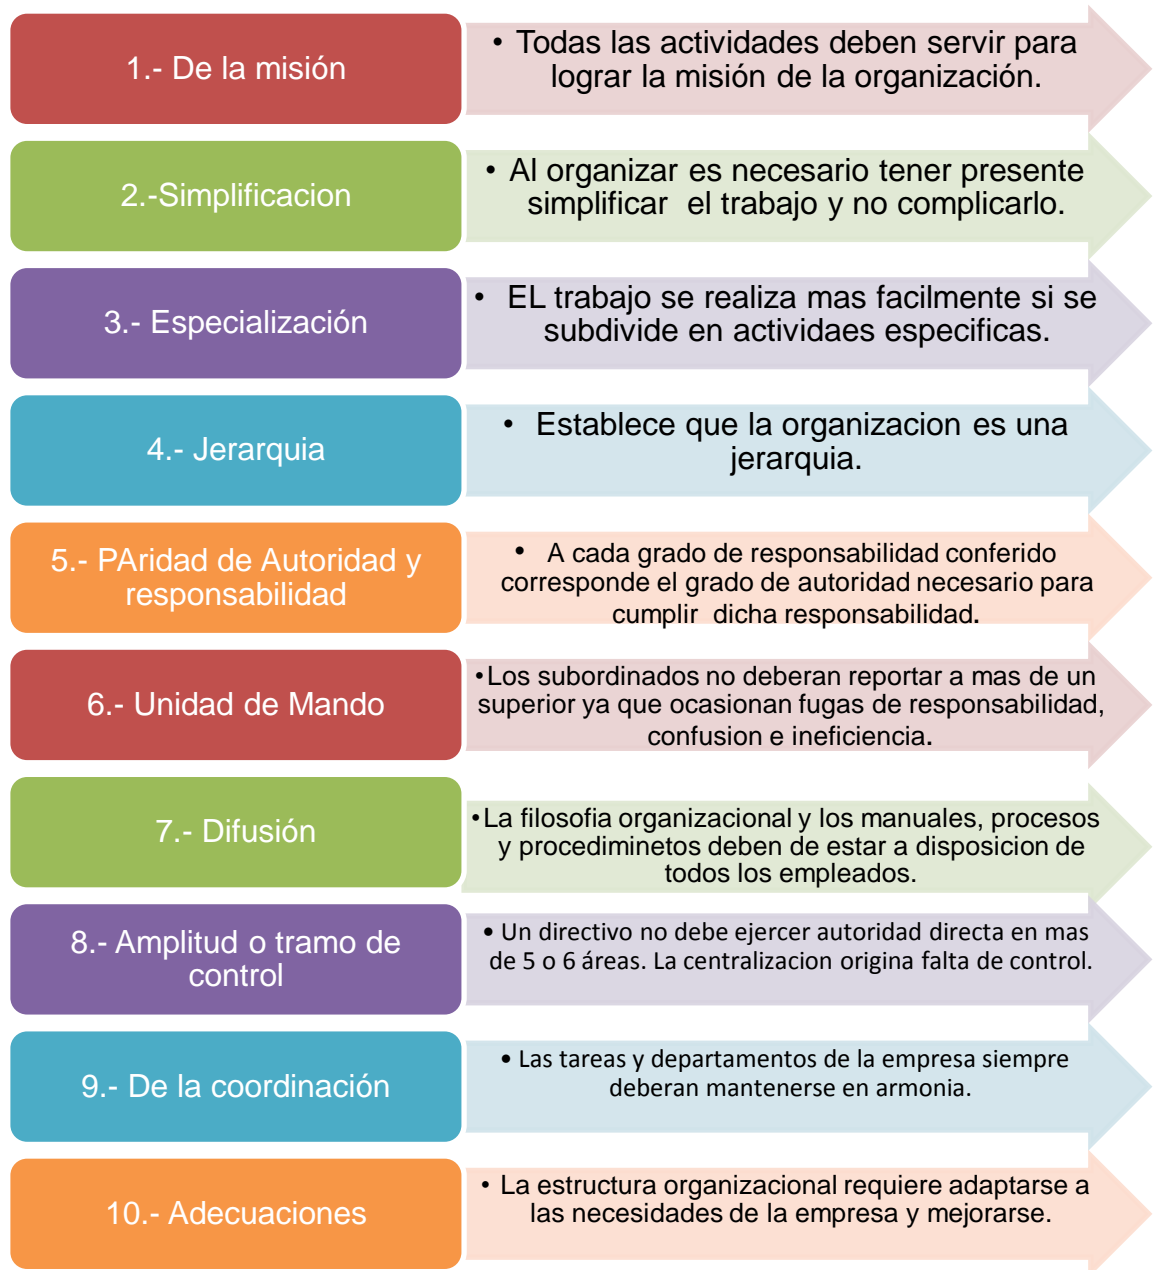 1.- De la misión
• Todas las actividades deben servir para
lograr la misión de la organización.
2.-Simplificacion
• Al organizar es necesario tener presente
simplificar el trabajo y no complicarlo.
3.- Especialización
• EL trabajo se realiza mas facilmente si se
subdivide en actividaes especificas.
4.- Jerarquia
• Establece que la organizacion es una
jerarquia.
5.- PAridad de Autoridad y
responsabilidad
• A cada grado de responsabilidad conferido
corresponde el grado de autoridad necesario para
cumplir dicha responsabilidad.
6.- Unidad de Mando
•Los subordinados no deberan reportar a mas de un
superior ya que ocasionan fugas de responsabilidad,
confusion e ineficiencia.
7.- Difusión
•La filosofia organizacional y los manuales, procesos
y procediminetos deben de estar a disposicion de
todos los empleados.
8.- Amplitud o tramo de
control
• Un directivo no debe ejercer autoridad directa en mas
de 5 o 6 áreas. La centralizacion origina falta de control.
9.- De la coordinación
• Las tareas y departamentos de la empresa siempre
deberan mantenerse en armonia.
10.- Adecuaciones
• La estructura organizacional requiere adaptarse a
las necesidades de la empresa y mejorarse.